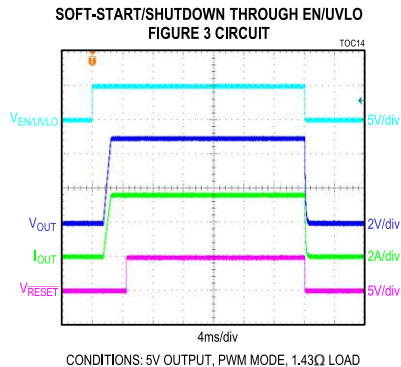 SOFT-START/SHUTDOWN THROUGH EN/UVLO
FIGURE 3 CIRCUIT
TOC14
T
VEN/UVLO
5V/div
VOUT
2V/div
IOUT
2A/div
VRESET
5V/div
4ms/div
CONDITIONS: 5V OUTPUT, PWM MODE, 1.43Ω LOAD